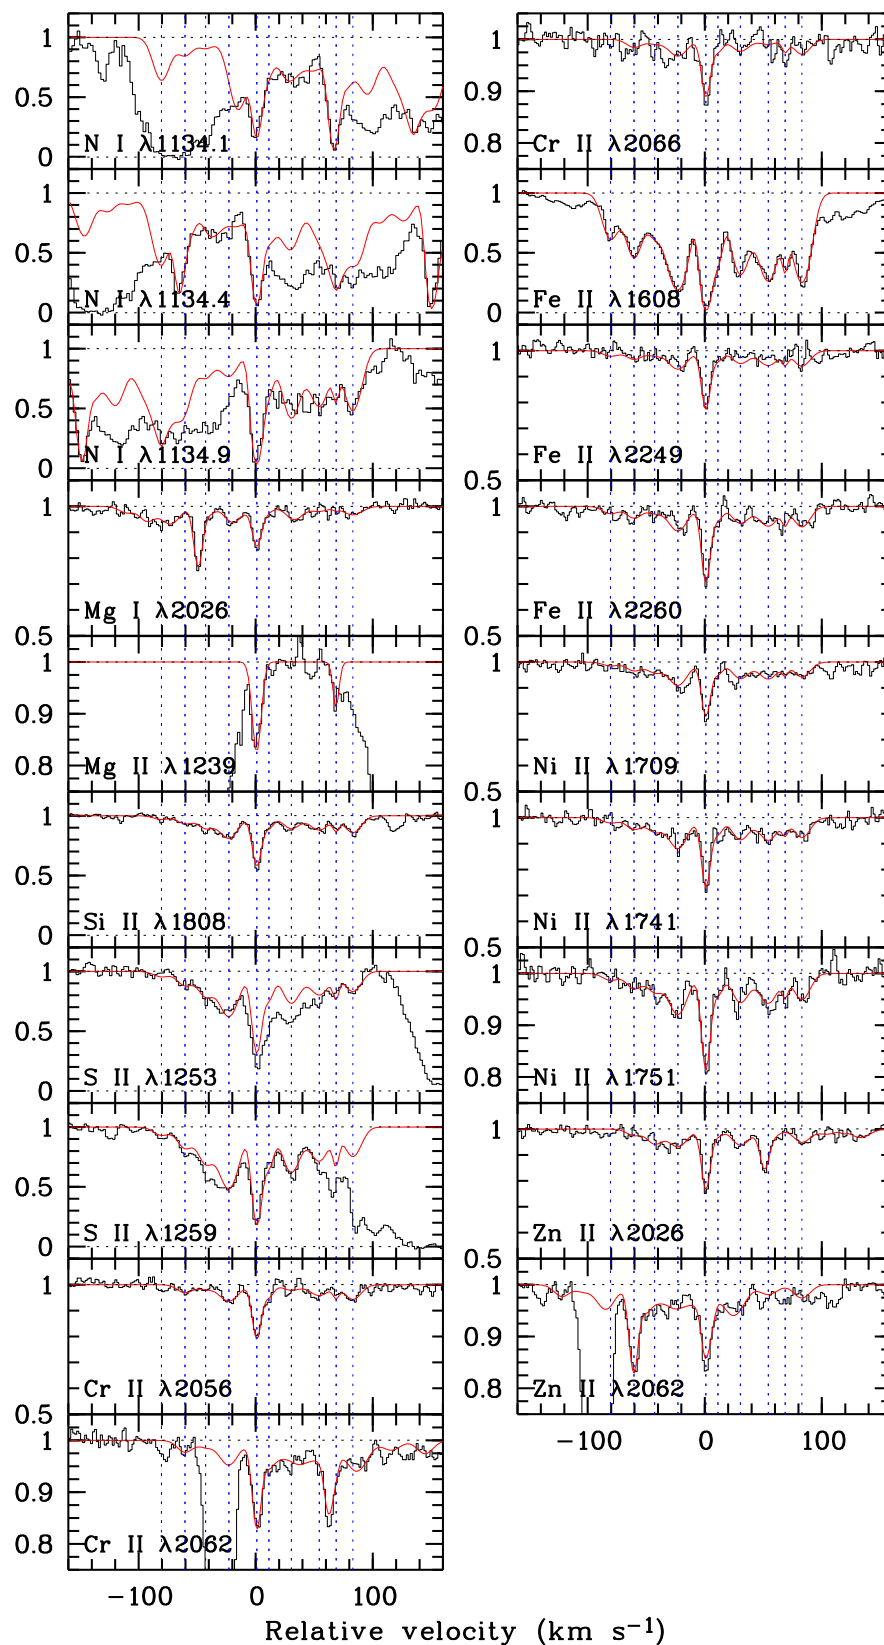 1
0.5
0
N I λ1134.1
1
0.5
0
N I λ1134.4
1
0.5
0
N I λ1134.9
1
Mg I λ2026
0.5
1
0.9
0.8
Mg II λ1239
1
0.5
0
Si II λ1808
1
0.5
0
S II λ1253
1
0.5
0
S II λ1259
1
Cr II λ2056
0.5
1
0.9
0.8
Cr II λ2062
-100 0 100
1
0.9
0.8
Cr II λ2066
1
0.5
0
Fe II λ1608
1
Fe II λ2249
0.5
1
Fe II λ2260
0.5
1
Ni II λ1709
0.5
1
Ni II λ1741
0.5
1
0.9
0.8
Ni II λ1751
1
Zn II λ2026
0.5
1
0.9
0.8
Zn II λ2062
-100 0 100
Relative velocity (km s⁻¹)